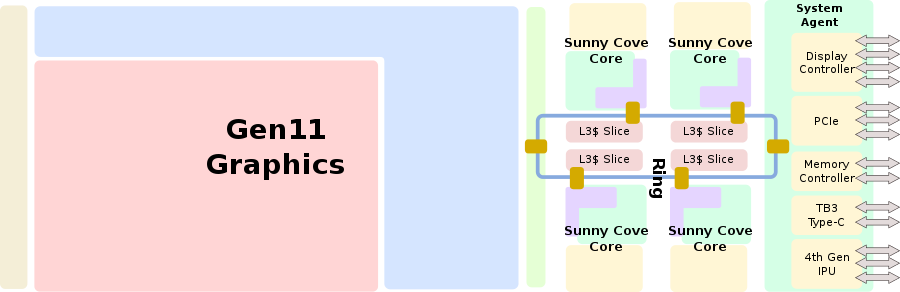 Gen11
Graphics
Sunny Cove
Core
Sunny Cove
Core
L3$ Slice
L3$ Slice
L3$ Slice
L3$ Slice
Ring
Sunny Cove
Core
Sunny Cove
Core
System
Agent
Display
Controller
PCIe
Memory
Controller
TB3
Type-C
4th Gen
IPU